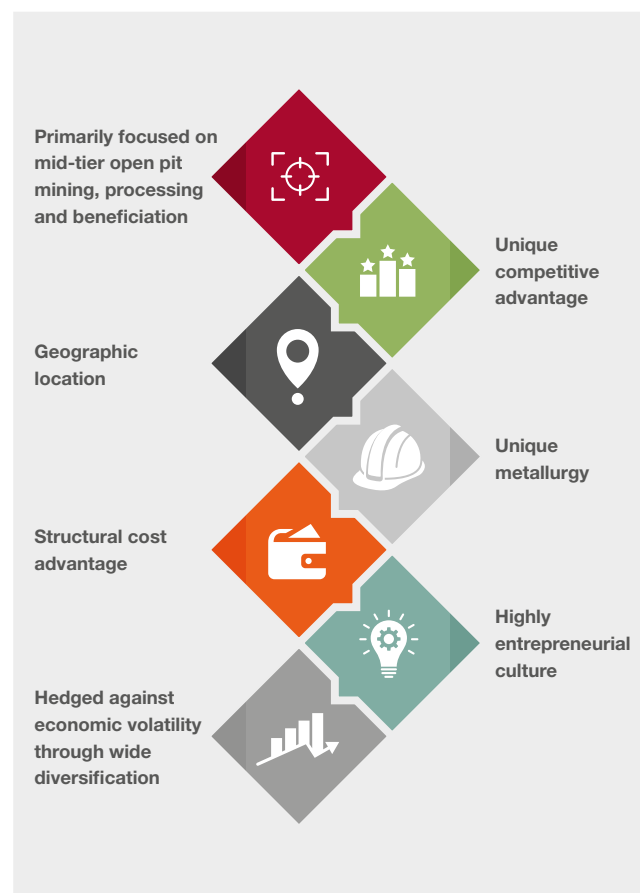 Primarily focused on
mid-tier open pit
mining, processing
and beneficiation
Unique
competitive
advantage
Geographic
location
Unique
metallurgy
Structural cost
advantage
Highly
entrepreneurial
culture
Hedged against
economic volatility
through wide
diversification